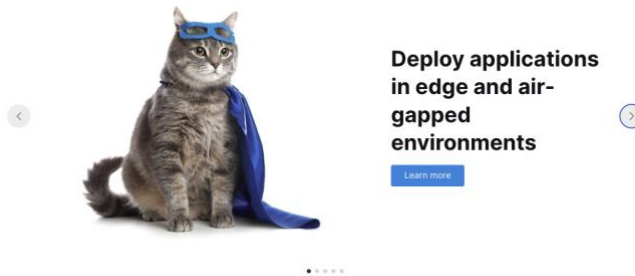 Deploy applications
in edge and air-
gapped
environments
Learn more